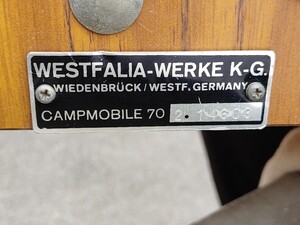 WESTFALIA-WERKE K-G.
WIEDENBRÜCK/WESTF. GERMANY
CAMPMOBILE 70